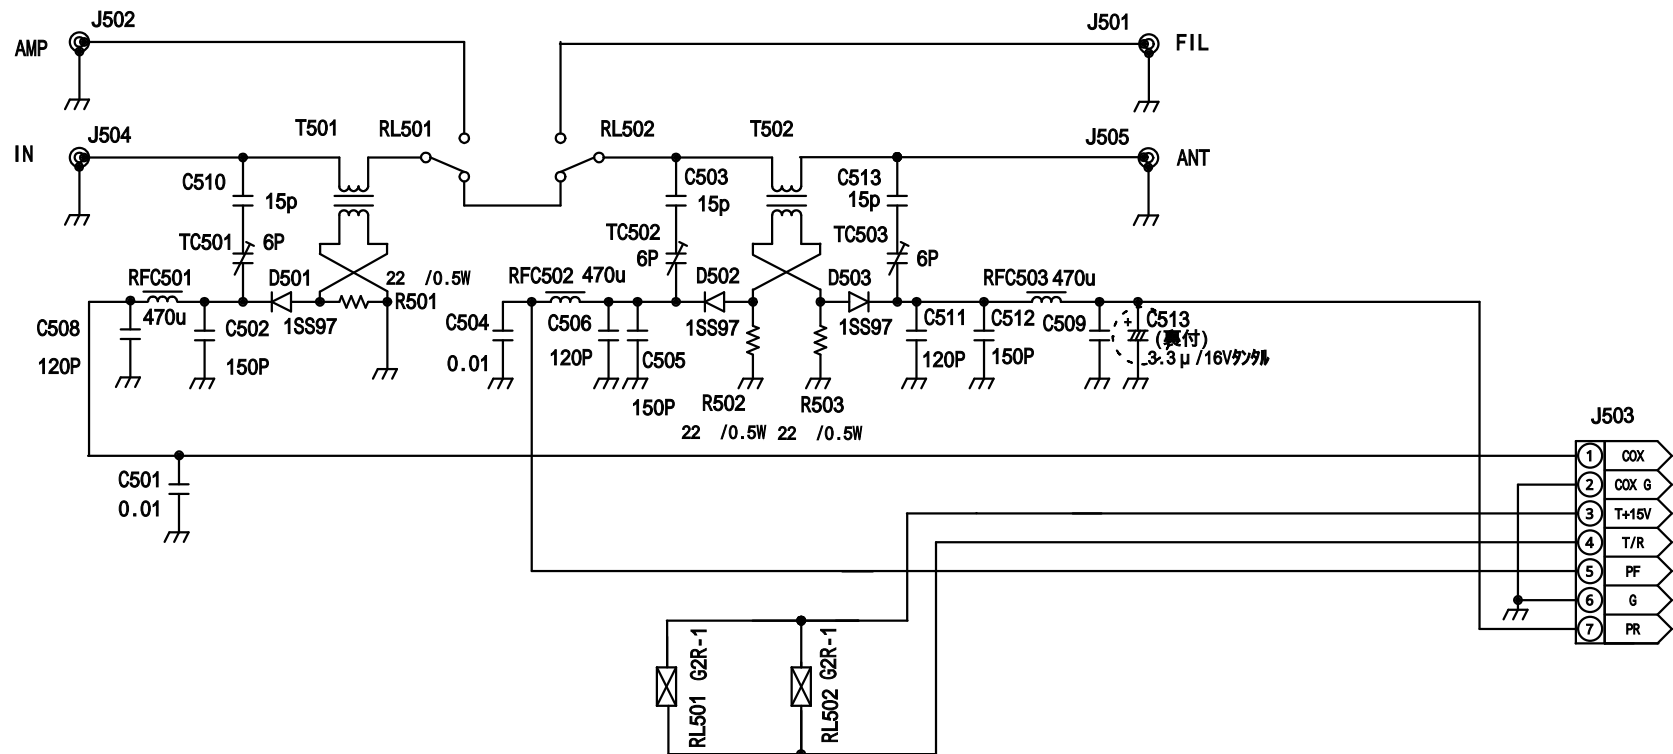 J502
AMP
J501
FIL
J504
IN
T501
RL501
RL502
T502
J505
ANT
C510
15p
C503
15p
C513
15p
TC501
6P
TC502
6P
TC503
6P
RFC501
470u
D501
1SS97
22 /0.5W
R501
RFC502 470u
D502
1SS97
D503
1SS97
RFC503 470u
C508
120P
C502
150P
C504
0.01
C506
120P
C505
150P
C511
120P
C512
150P
C509
+
C513
(裏付)
3.3μ/16Vタンタル
R502
22 /0.5W
R503
22 /0.5W
C501
0.01
J503
1 COX
2 COX G
3 T+15V
4 T/R
5 PF
6 G
7 PR
RL501 G2R-1
RL502 G2R-1